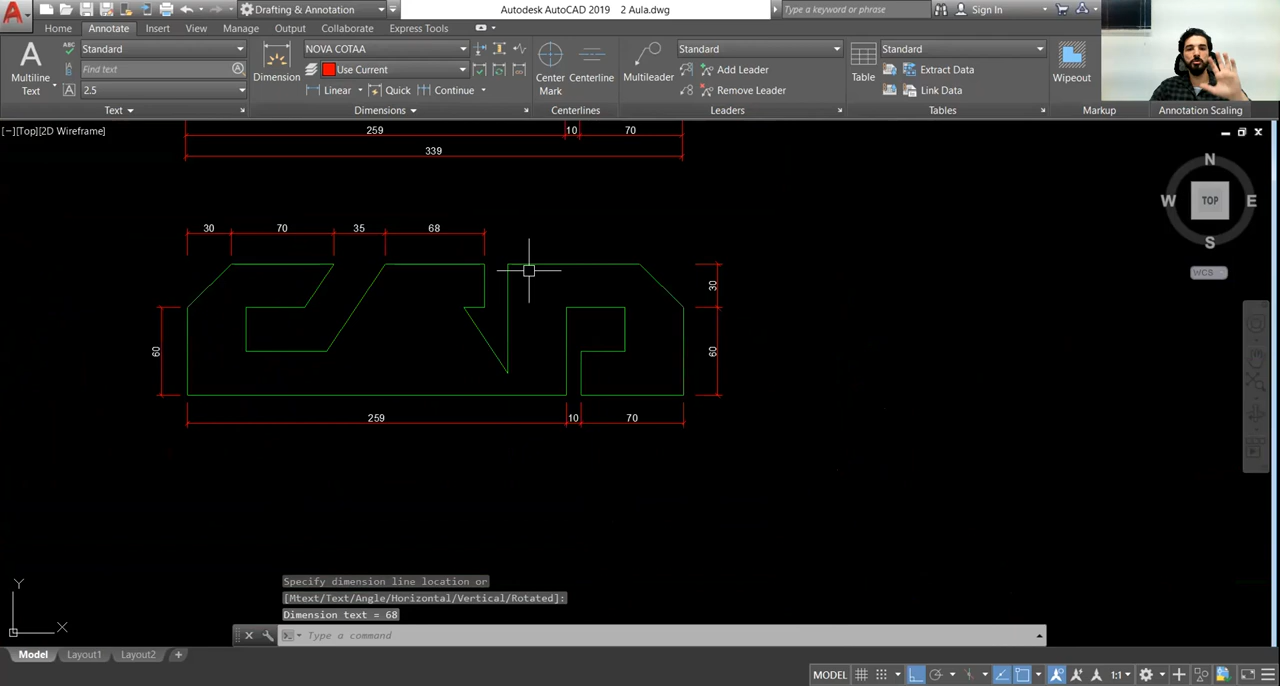 Drafting & Annotation
Autodesk AutoCAD 2019 2 Aula.dwg
Type a keyword or phrase
Sign In
Home Annotate Insert Output Manage View Collaborate Express Tools
A
Multiline
Text
ABC
Standard
Find text
2.5
Text
Dimension
NOVA COTAA
Use Current
Linear Quick Continue
Dimensions
Center
Mark
Centerline
Centerlines
Multileader
Standard
Add Leader
Remove Leader
Leaders
Table
Standard
Extract Data
Link Data
Tables
Wipeout
Markup
Annotation Scaling
[−][Top][2D Wireframe]
259 10 70
339
N
W TOP E
S
WCS
30 70 35 68
30
60 60
259 10 70
Y
X
Specify dimension line location or
[Mtext/Text/Angle/Horizontal/Vertical/Rotated]:
Dimension text = 68
Type a command
Model Layout1 Layout2 +
MODEL 1:1